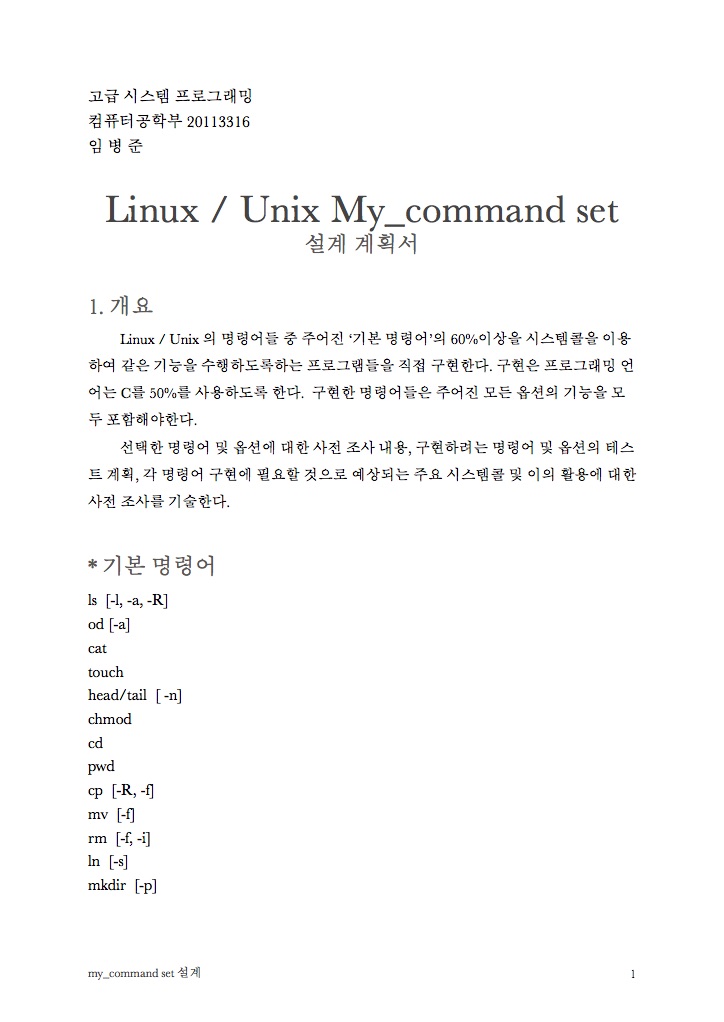 고급 시스템 프로그래밍
컴퓨터공학부 20113316
임 병 준
Linux / Unix My_command set
설계 계획서
1. 개요
Linux / Unix 의 명령어들 중 주어진 ‘기본 명령어’의 60%이상을 시스템콜을 이용
하여 같은 기능을 수행하도록하는 프로그램들을 직접 구현한다. 구현은 프로그래밍 언
어는 C를 50%를 사용하도록 한다. 구현한 명령어들은 주어진 모든 옵션의 기능을 모
두 포함해야한다.
선택한 명령어 및 옵션에 대한 사전 조사 내용, 구현하려는 명령어 및 옵션의 테스
트 계획, 각 명령어 구현에 필요할 것으로 예상되는 주요 시스템콜 및 이의 활용에 대한
사전 조사를 기술한다.
* 기본 명령어
ls [-l, -a, -R]
od [-a]
cat
touch
head/tail [ -n]
chmod
cd
pwd
cp [-R, -f]
mv [-f]
rm [-f, -i]
ln [-s]
mkdir [-p]
my_command set 설계 1